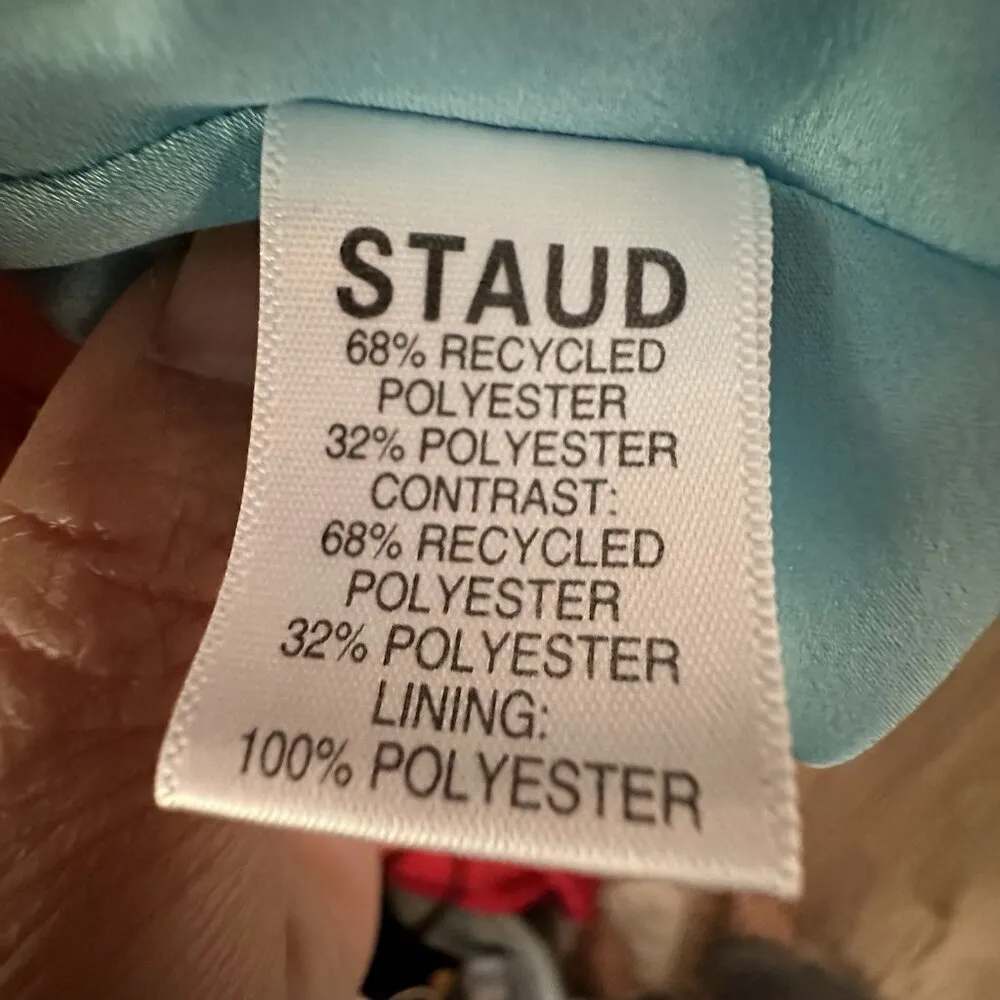 STAUD
68% RECYCLED
POLYESTER
32% POLYESTER
CONTRAST:
68% RECYCLED
POLYESTER
32% POLYESTER
LINING:
100% POLYESTER